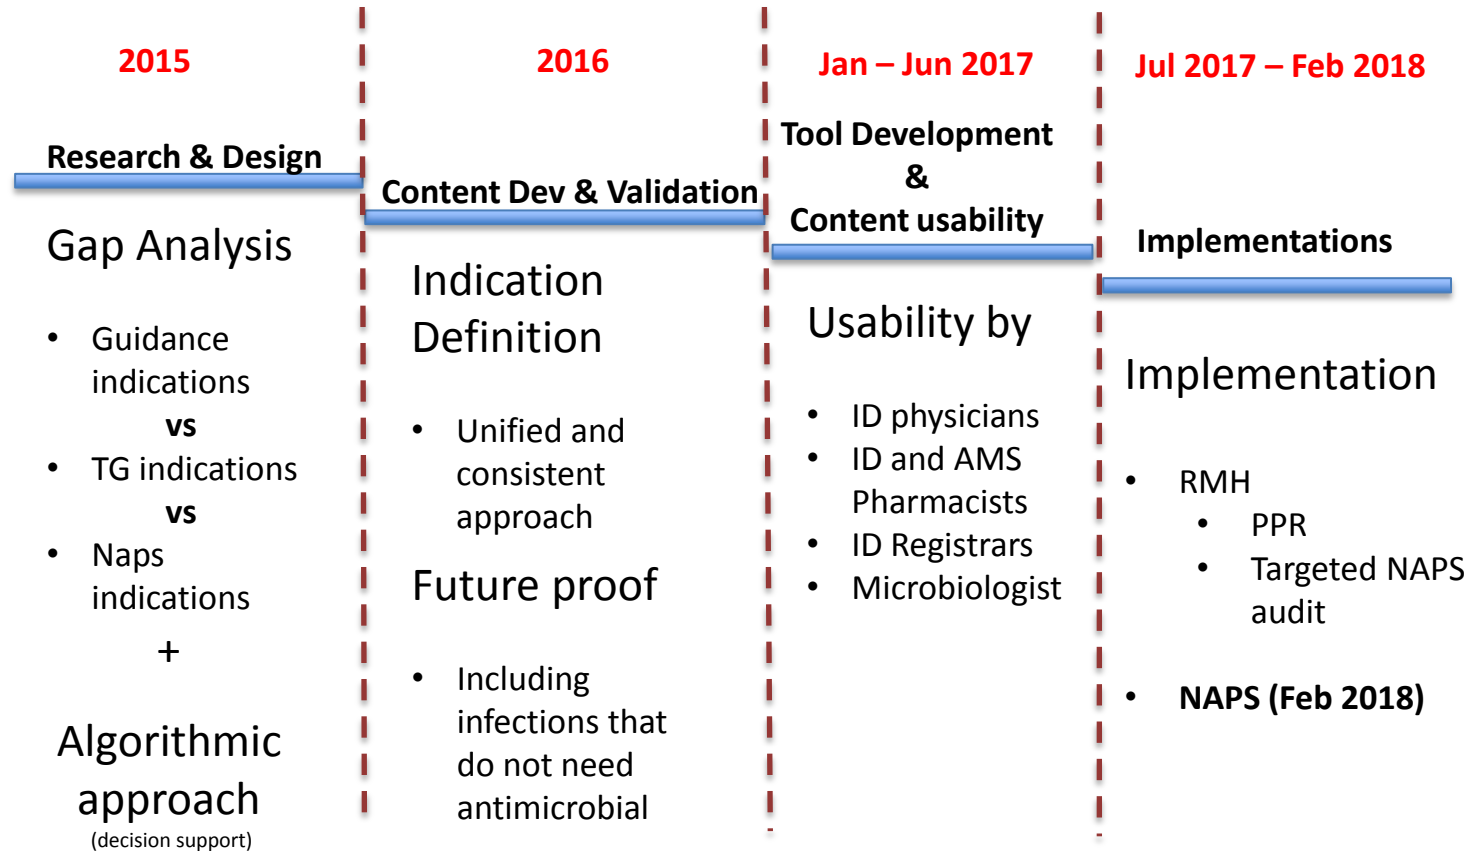 2015
Research & Design
Gap Analysis
• Guidance
indications
vs
• TG indications
vs
• Naps
indications
+
Algorithmic
approach
(decision support)
2016
Content Dev & Validation
Indication
Definition
• Unified and
consistent
approach
Future proof
• Including
infections that
do not need
antimicrobial
Jan – Jun 2017
Tool Development
&
Content usability
Usability by
• ID physicians
• ID and AMS
Pharmacists
• ID Registrars
• Microbiologist
Jul 2017 – Feb 2018
Implementations
Implementation
• RMH
• PPR
• Targeted NAPS
audit
• NAPS (Feb 2018)